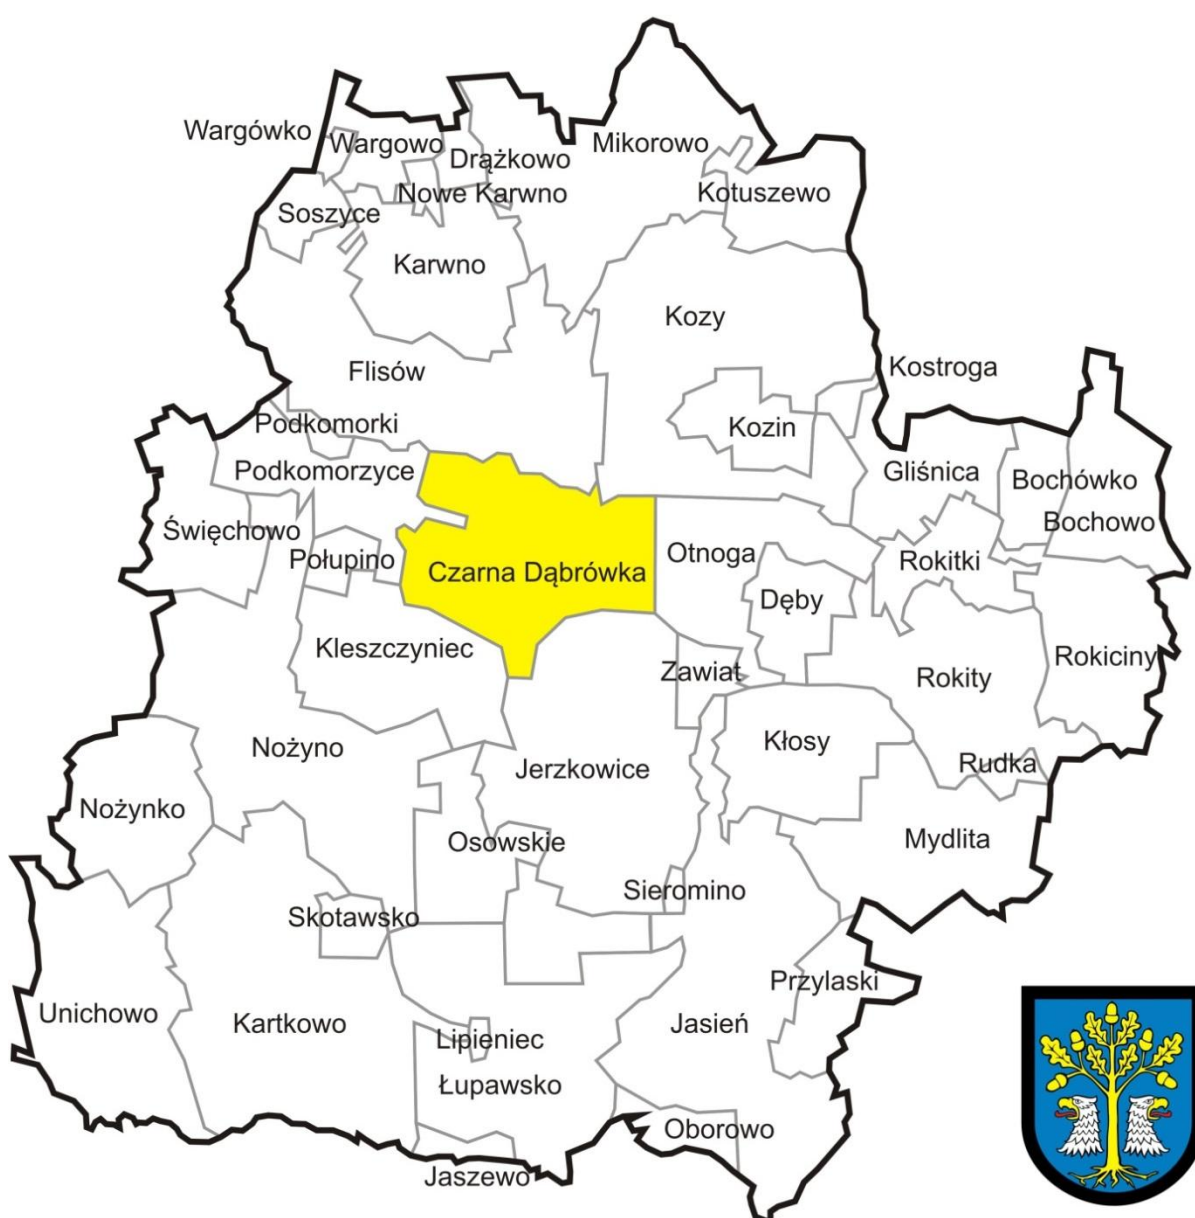 Wargówko
Wargowo
Drążkowo
Mikorowo
Nowe Karwno
Kotuszewo
Soszyce
Karwno
Kozy
Flisów
Kostroga
Podkomorki
Kozin
Podkomorzyce
Gliśnica
Bochówko
Bochowo
Święchowo
Połupino
Czarna Dąbrówka
Otnoga
Rokitki
Dęby
Kleszczyniec
Zawiat
Rokity
Rokiciny
Nożyno
Jerzkowice
Kłosy
Rudka
Nożynko
Osowskie
Mydlita
Sieromino
Skotawsko
Przylaski
Unichowo
Kartkowo
Jasień
Lipieniec
Łupawsko
Oborowo
Jaszewo